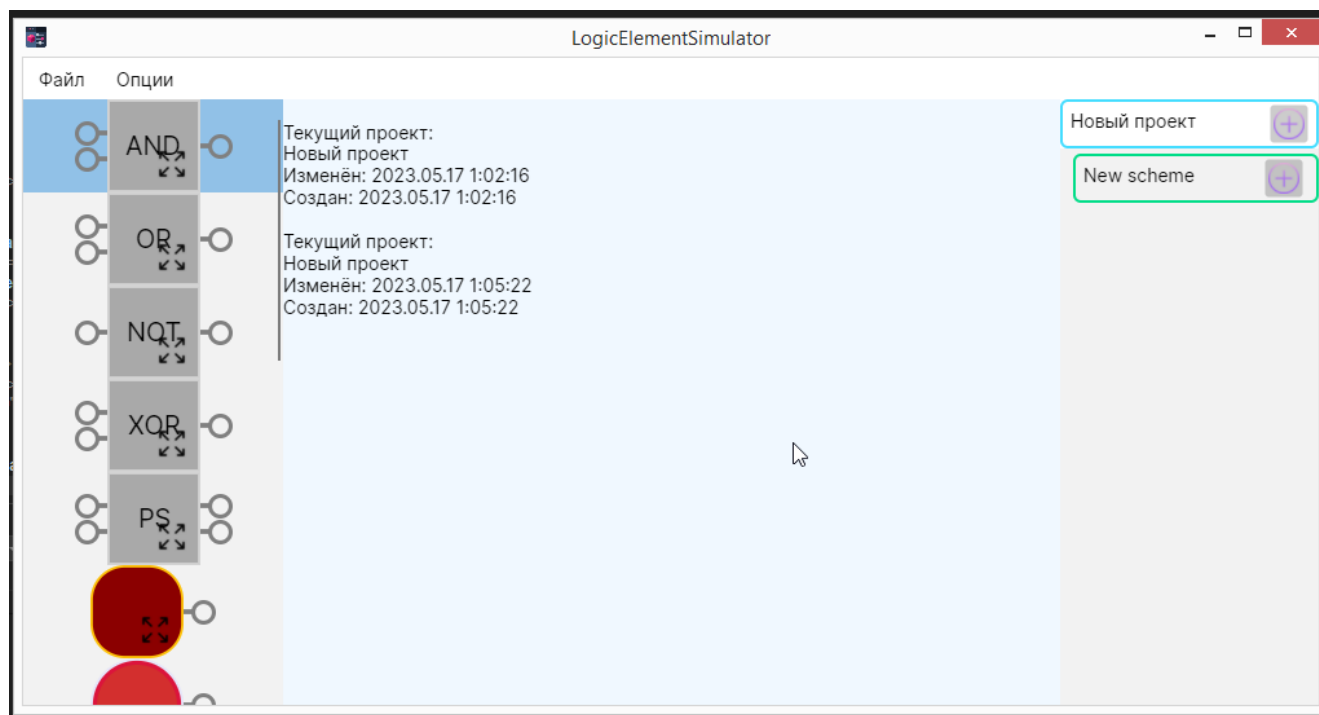 LogicElementSimulator
Файл Опции
AND
OR
NOT
XOR
PS
Текущий проект:
Новый проект
Изменён: 2023.05.17 1:02:16
Создан: 2023.05.17 1:02:16
Текущий проект:
Новый проект
Изменён: 2023.05.17 1:05:22
Создан: 2023.05.17 1:05:22
Новый проект
New scheme